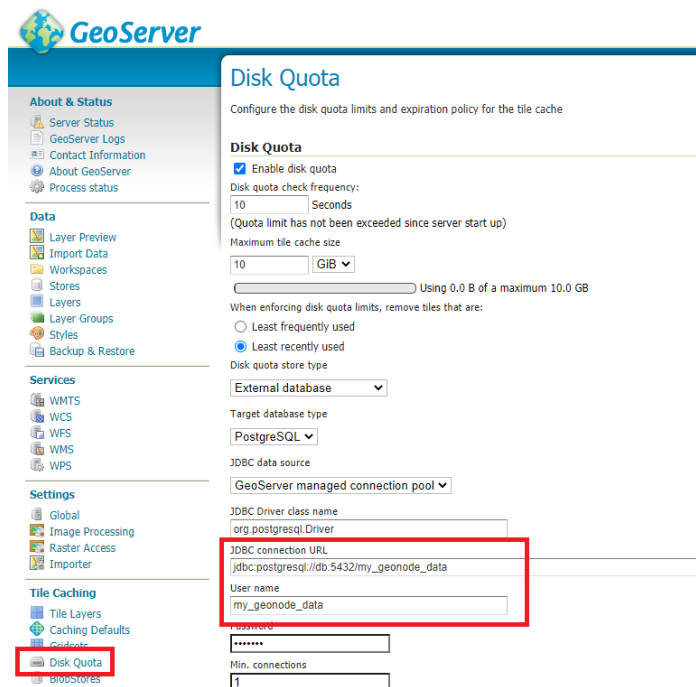 GeoServer
About & Status
Server Status
GeoServer Logs
Contact Information
About GeoServer
Process status
Data
Layer Preview
Import Data
Workspaces
Stores
Layers
Layer Groups
Styles
Backup & Restore
Services
WMTS
WCS
WFS
WMS
WPS
Settings
Global
Image Processing
Raster Access
Importer
Tile Caching
Tile Layers
Caching Defaults
Gridsets
Disk Quota
BlobStores
Disk Quota
Configure the disk quota limits and expiration policy for the tile cache
Disk Quota
Enable disk quota
Disk quota check frequency:
10 Seconds
(Quota limit has not been exceeded since server start up)
Maximum tile cache size
10 GiB
Using 0.0 B of a maximum 10.0 GB
When enforcing disk quota limits, remove tiles that are:
Least frequently used
Least recently used
Disk quota store type
External database
Target database type
PostgreSQL
JDBC data source
GeoServer managed connection pool
JDBC Driver class name
org.postgresql.Driver
JDBC connection URL
jdbc:postgresql://db:5432/my_geonode_data
User name
my_geonode_data
Password
•••••••
Min. connections
1